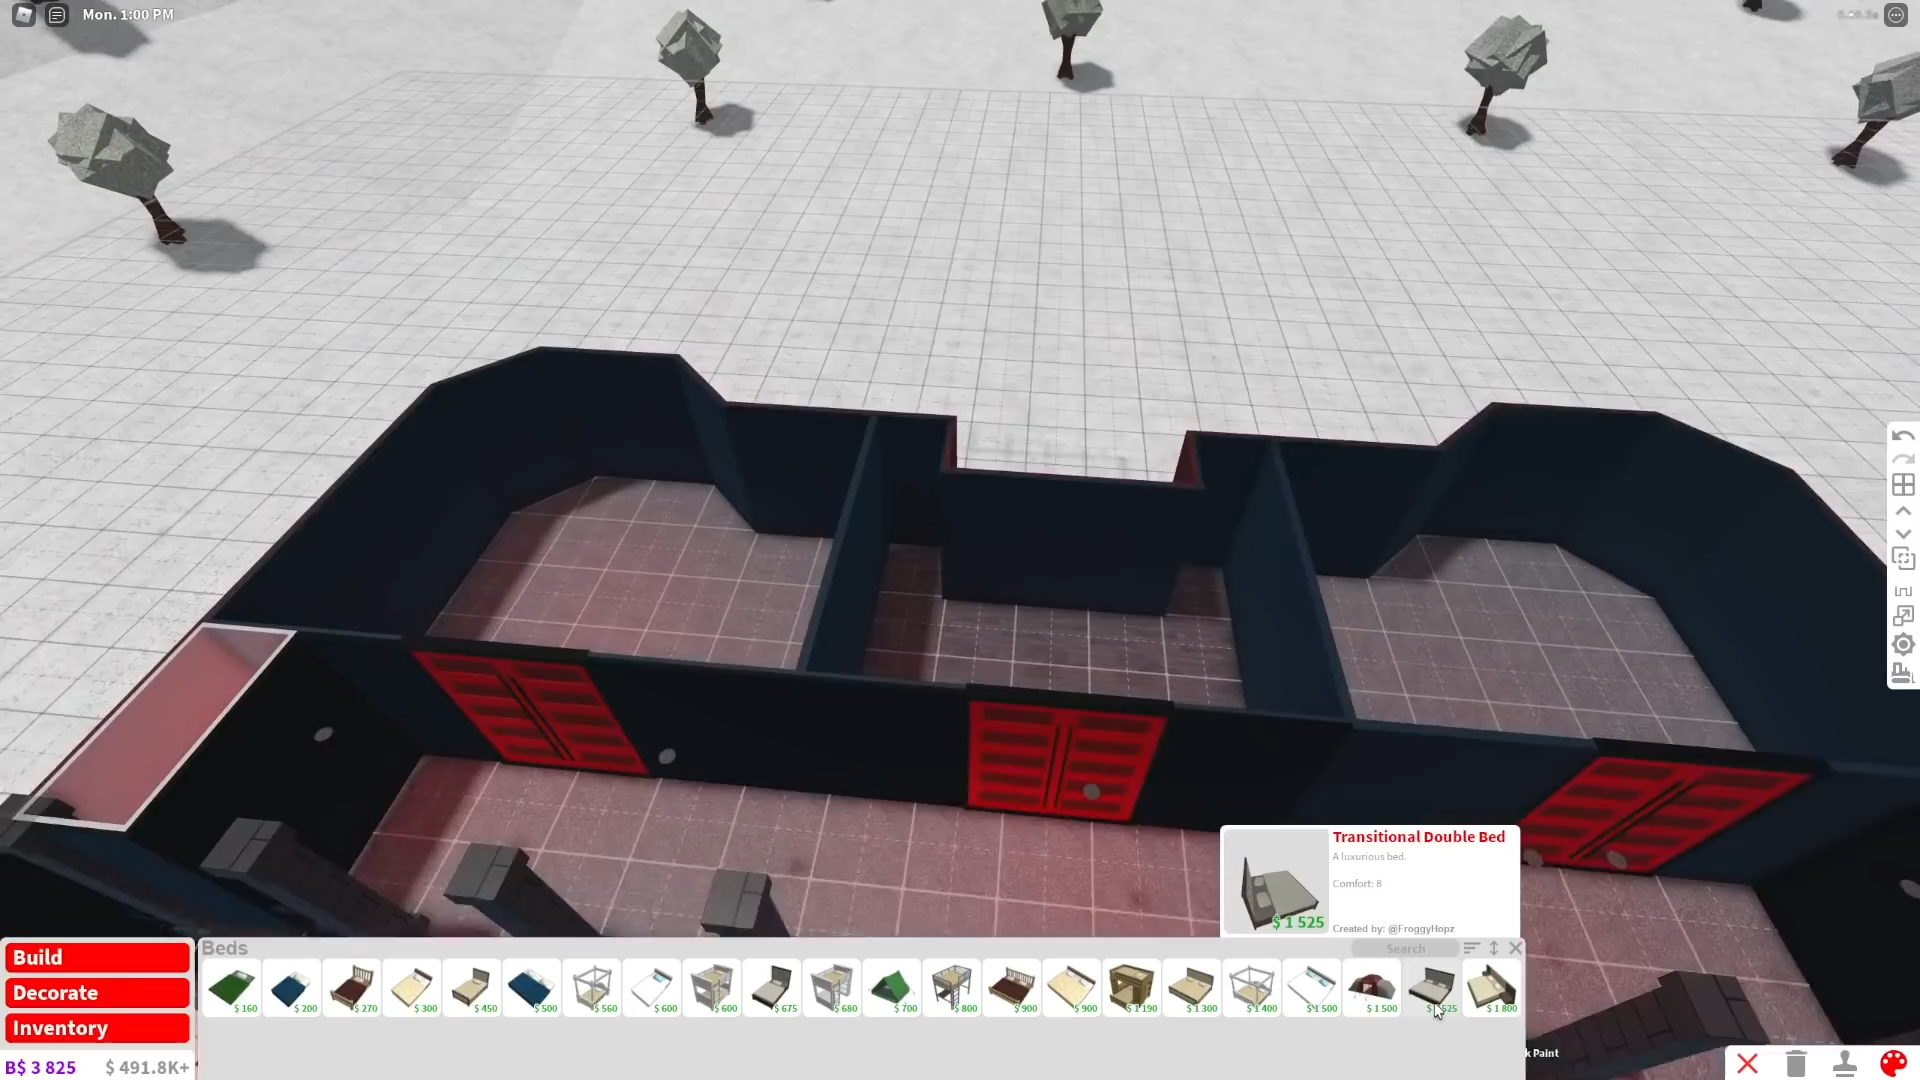 Mon. 1:00 PM
Transitional Double Bed
A luxurious bed.
Comfort: 8
$ 1 525
Created by: @FroggyHopz
Beds
Search
Build
Decorate
Inventory
$ 160
$ 200
$ 270
$ 300
$ 450
$ 500
$ 560
$ 600
$ 600
$ 675
$ 680
$ 700
$ 800
$ 900
$ 900
$ 1 190
$ 1 300
$ 1 400
$ 1 500
$ 1 500
$ 1 800
k Paint
B$ 3 825
$ 491.8K+